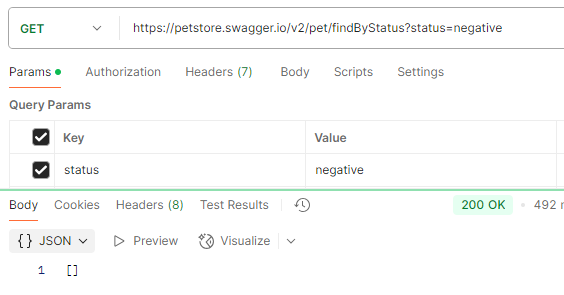 GET https://petstore.swagger.io/v2/pet/findByStatus?status=negative
Params Authorization Headers (7) Body Scripts Settings
Query Params
Key Value
status negative
Body Cookies Headers (8) Test Results 200 OK 492
{} JSON Preview Visualize
1 []